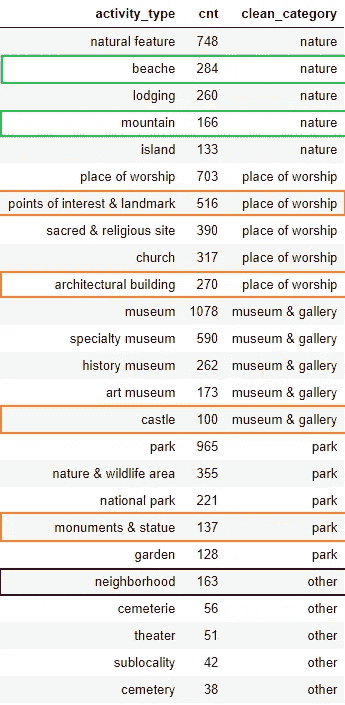 activity_type cnt clean_category
natural feature 748 nature
beache 284 nature
lodging 260 nature
mountain 166 nature
island 133 nature
place of worship 703 place of worship
points of interest & landmark 516 place of worship
sacred & religious site 390 place of worship
church 317 place of worship
architectural building 270 place of worship
museum 1078 museum & gallery
specialty museum 590 museum & gallery
history museum 262 museum & gallery
art museum 173 museum & gallery
castle 100 museum & gallery
park 965 park
nature & wildlife area 355 park
national park 221 park
monuments & statue 137 park
garden 128 park
neighborhood 163 other
cemeterie 56 other
theater 51 other
sublocality 42 other
cemetery 38 other